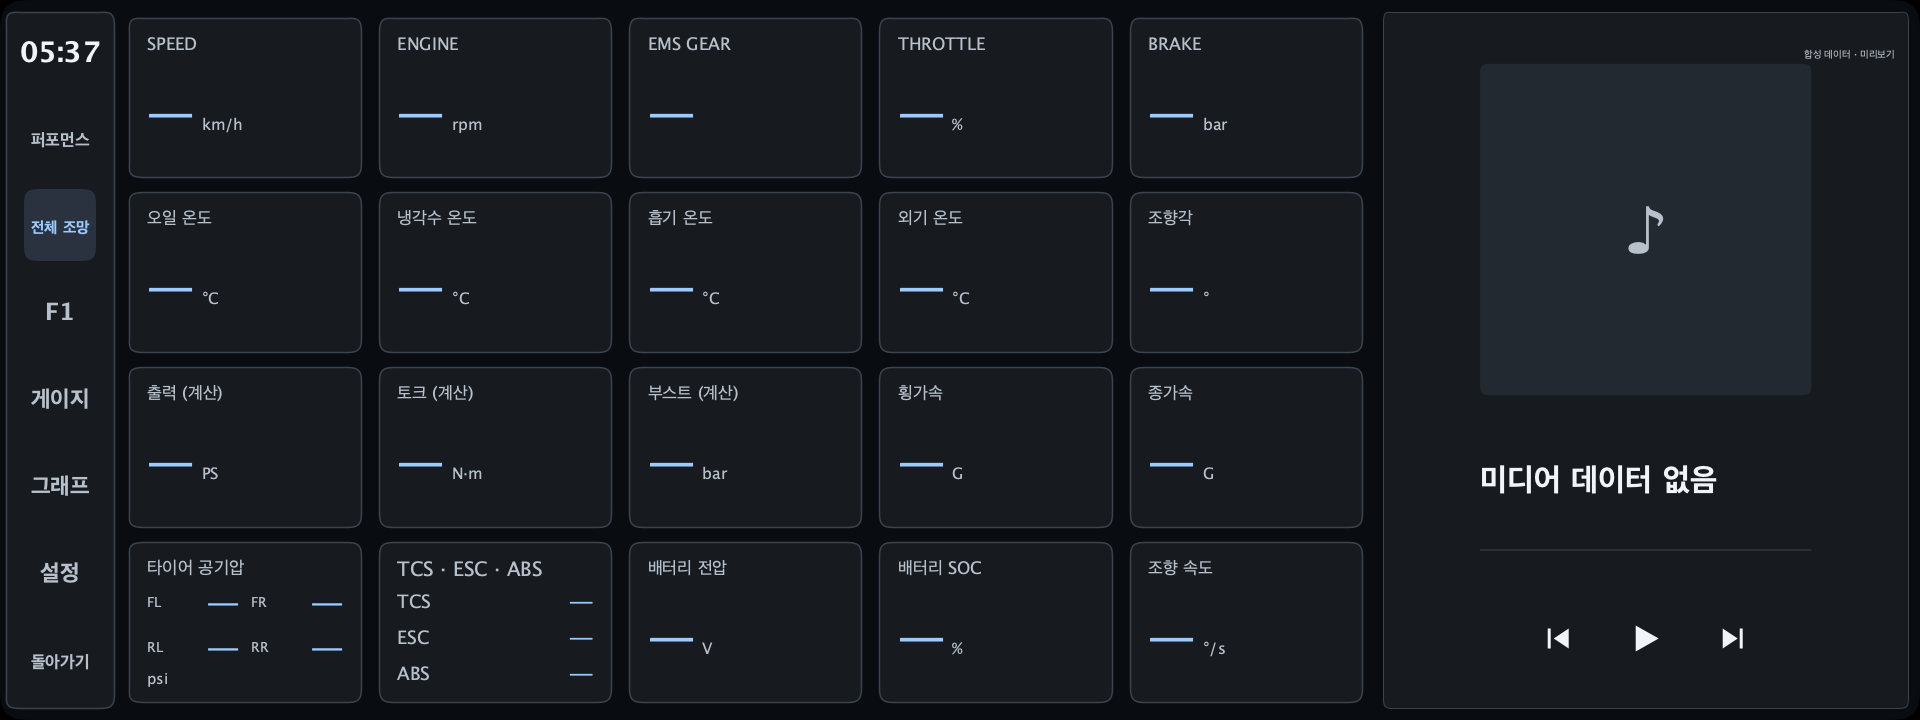 05:37
퍼포먼스
전체 조망
F1
게이지
그래프
설정
돌아가기
SPEED
— km/h
ENGINE
— rpm
EMS GEAR
—
THROTTLE
— %
BRAKE
— bar
오일 온도
— °C
냉각수 온도
— °C
흡기 온도
— °C
외기 온도
— °C
조향각
— °
출력 (계산)
— PS
토크 (계산)
— N·m
부스트 (계산)
— bar
횡가속
— G
종가속
— G
타이어 공기압
FL — FR —
RL — RR —
psi
TCS · ESC · ABS
TCS —
ESC —
ABS —
배터리 전압
— V
배터리 SOC
— %
조향 속도
— °/s
합성 데이터 · 미리보기
미디어 데이터 없음